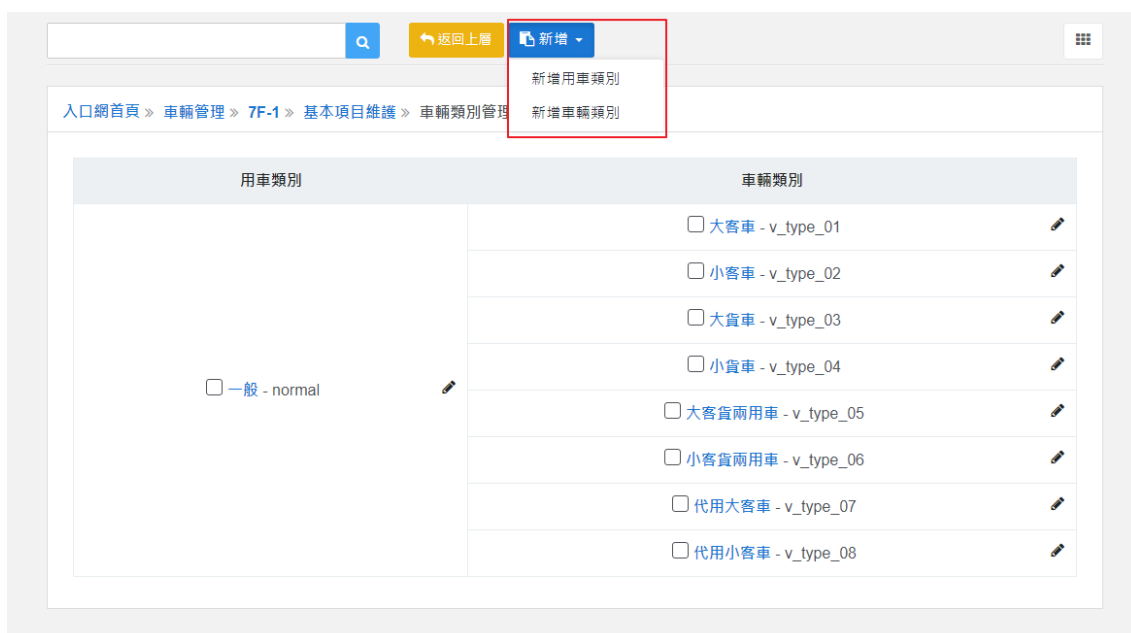 返回上層 新增
新增用車類別
新增車輛類別
入口網首頁 » 車輛管理 » 7F-1 » 基本項目維護 » 車輛類別管理
用車類別 車輛類別
一般 - normal
大客車 - v_type_01
小客車 - v_type_02
大貨車 - v_type_03
小貨車 - v_type_04
大客貨兩用車 - v_type_05
小客貨兩用車 - v_type_06
代用大客車 - v_type_07
代用小客車 - v_type_08